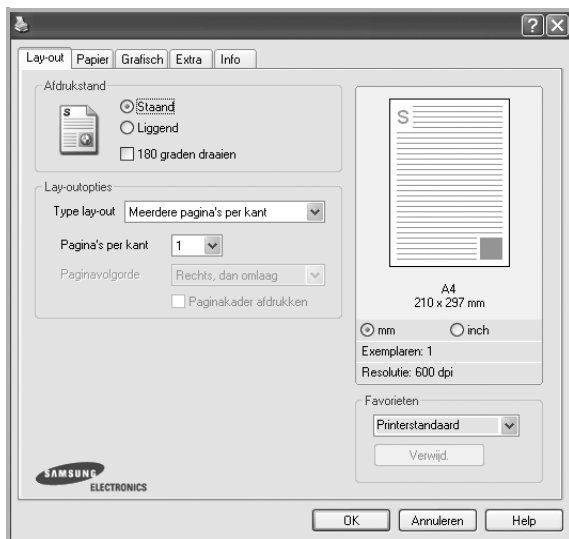 Lay-out Papier Grafisch Extra Info
Afdrukstand
S
Staand
Liggend
180 graden draaien
Lay-outopties
Type lay-out Meerdere pagina's per kant
Pagina's per kant 1
Paginavolgorde Rechts, dan omlaag
Paginakader afdrukken
S
A4
210 x 297 mm
mm inch
Exemplaren: 1
Resolutie: 600 dpi
Favorieten
Printerstandaard
Verwijd.
SAMSUNG
ELECTRONICS
OK Annuleren Help